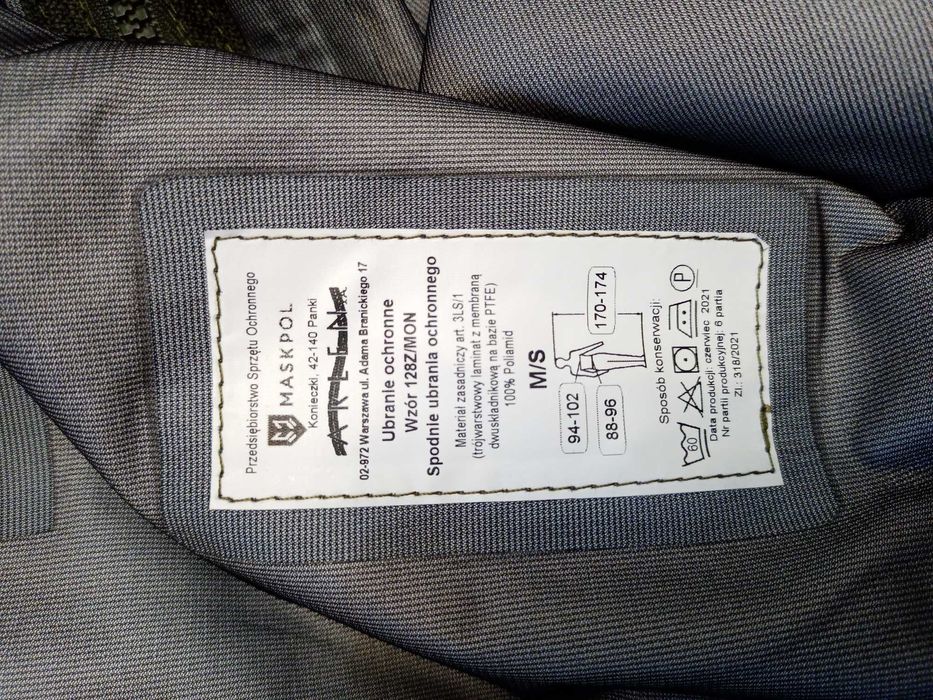 Przedsiębiorstwo Sprzętu Ochronnego
MASKPOL
Konieczki. 42-140 Panki
02-972 Warszawa ul. Adama Branickiego 17
Ubranie ochronne
Wzór 128Z/MON
Spodnie ubrania ochronnego
Materiał zasadniczy art. 3LS/1
(trójwarstwowy laminat z membraną
dwuskładnikową na bazie PTFE)
100% Poliamid
M/S
94-102
170-174
88-96
Sposób konserwacji:
60
P
Data produkcji: czerwiec 2021
Nr partii produkcyjnej: 6 partia
Zl.: 318/2021